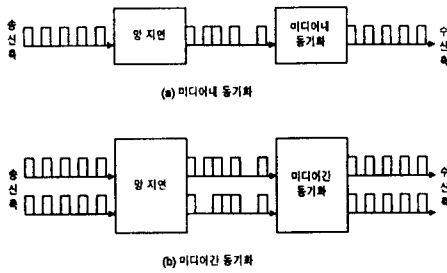 송신측
망 지연
미디어내
동기화
수신측
(a) 미디어내 동기화
송신측
망 지연
미디어간
동기화
수신측
(b) 미디어간 동기화